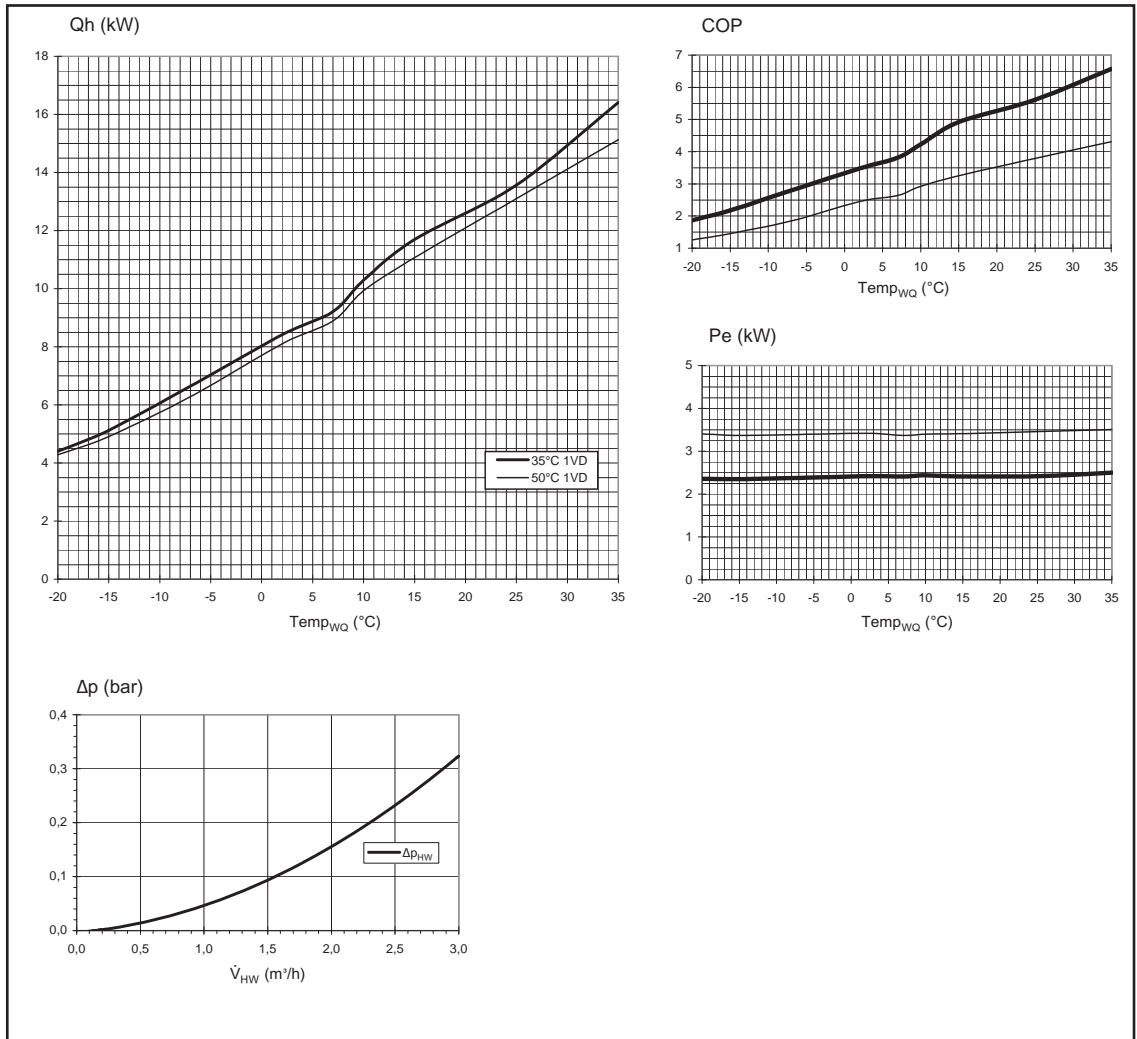 Qh (kW)
18
16
14
12
10
8
6
4
2
0
-20 -15 -10 -5 0 5 10 15 20 25 30 35
Temp_WQ (°C)
35°C 1VD
50°C 1VD
COP
7
6
5
4
3
2
1
-20 -15 -10 -5 0 5 10 15 20 25 30 35
Temp_WQ (°C)
Pe (kW)
5
4
3
2
1
0
-20 -15 -10 -5 0 5 10 15 20 25 30 35
Temp_WQ (°C)
Δp (bar)
0,4
0,3
0,2
0,1
0,0
0,0 0,5 1,0 1,5 2,0 2,5 3,0
V̇_HW (m³/h)
Δp_HW